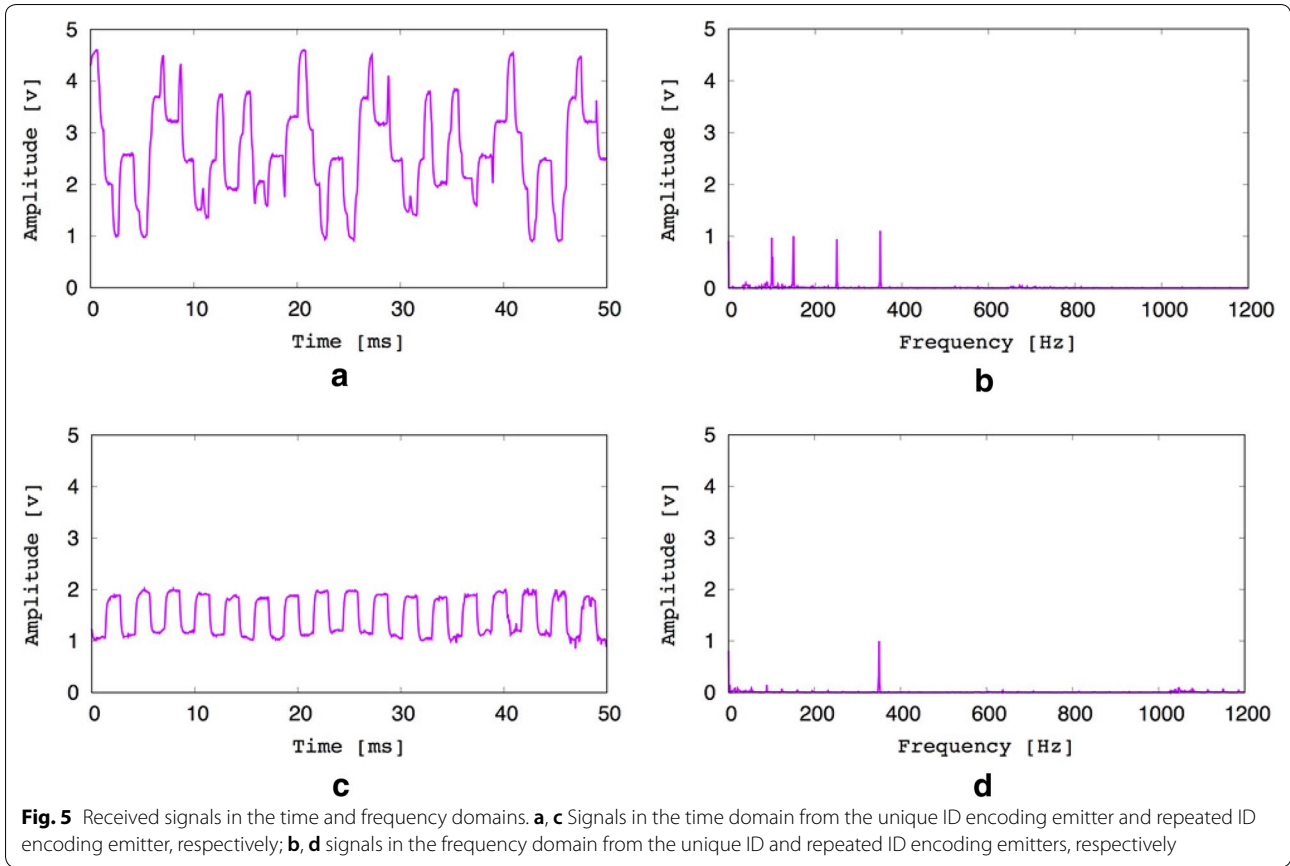 5
4
3
2
1
0
Amplitude [v]
0 10 20 30 40 50
Time [ms]
a
5
4
3
2
1
0
Amplitude [v]
0 200 400 600 800 1000 1200
Frequency [Hz]
b
5
4
3
2
1
0
Amplitude [v]
0 10 20 30 40 50
Time [ms]
c
5
4
3
2
1
0
Amplitude [v]
0 200 400 600 800 1000 1200
Frequency [Hz]
d
Fig. 5 Received signals in the time and frequency domains. a, c Signals in the time domain from the unique ID encoding emitter and repeated ID
encoding emitter, respectively; b, d signals in the frequency domain from the unique ID and repeated ID encoding emitters, respectively